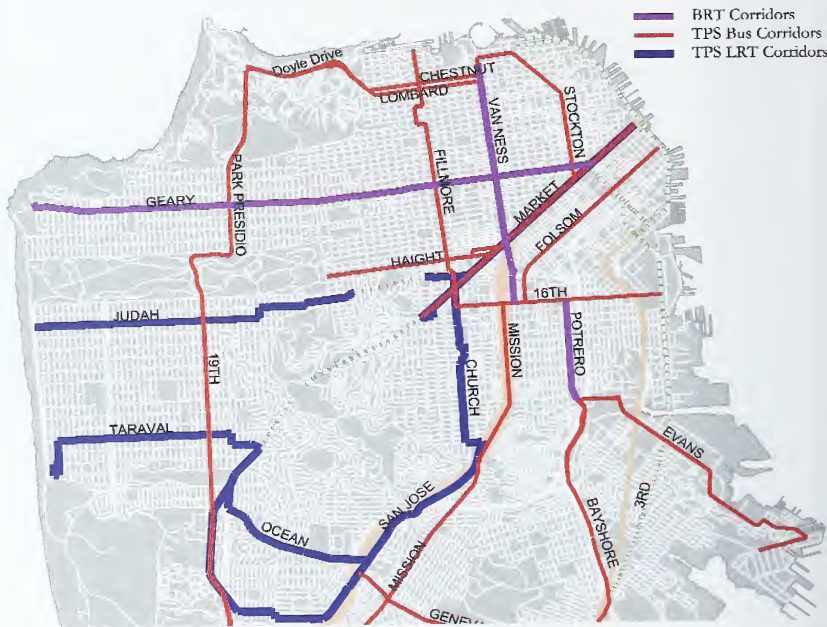 BRT Corridors
TPS Bus Corridors
TPS LRT Corridors
Doyle Drive
CHESTNUT
LOMBARD
VAN NESS
STOCKTON
PARK PRESIDIO
FILLMORE
MARKET
GEARY
FOLSOM
HAIGHT
16TH
JUDAH
MISSION
POTRERO
19TH
CHURCH
TARAVAL
EVANS
SAN JOSE
3RD
OCEAN
BAYSHORE
MISSION
GENEV